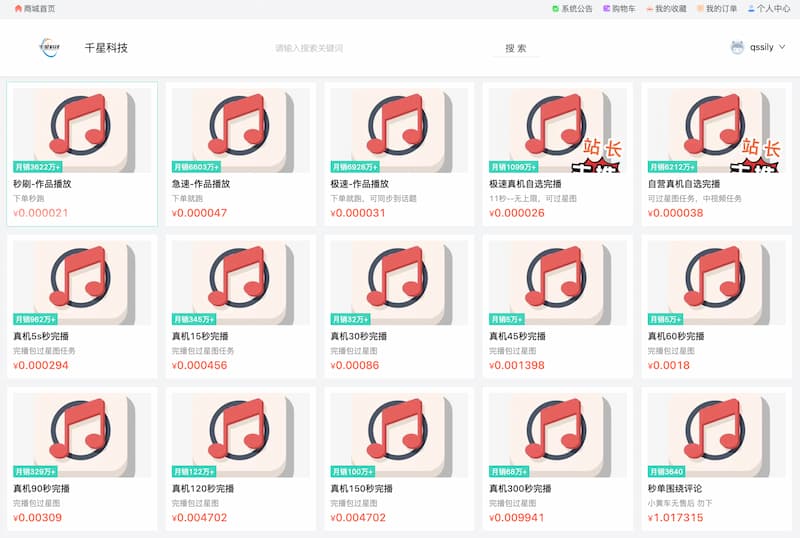 商城首页
系统公告 购物车 我的收藏 我的订单 个人中心
千星科技
请输入搜索关键词
搜 索
qssily
月销3622万+
秒刷-作品播放
下单秒跑
¥0.000021
月销6603万+
急速-作品播放
下单就跑
¥0.000047
月销6928万+
极速-作品播放
下单就跑，可同步到话题
¥0.000031
站长
月销1099万+
极速真机自选完播
11秒--无上限，可过星图
¥0.000026
站长
月销6212万+
自营真机自选完播
可过星图任务，中视频任务
¥0.000038
月销982万+
真机5s完播
完播包过星图任务
¥0.000294
月销345万+
真机15秒完播
完播包过星图任务
¥0.000456
月销32万+
真机30秒完播
完播包过星图
¥0.00086
月销5万+
真机45秒完播
完播包过星图
¥0.001398
月销5万+
真机60秒完播
完播包过星图
¥0.0018
月销329万+
真机90秒完播
完播包过星图
¥0.00309
月销122万+
真机120秒完播
完播包过星图
¥0.004702
月销100万+
真机150秒完播
完播包过星图
¥0.004702
月销68万+
真机300秒完播
完播包过星图
¥0.009941
月销3640
秒单围绕评论
小黄车无售后 勿下
¥1.017315